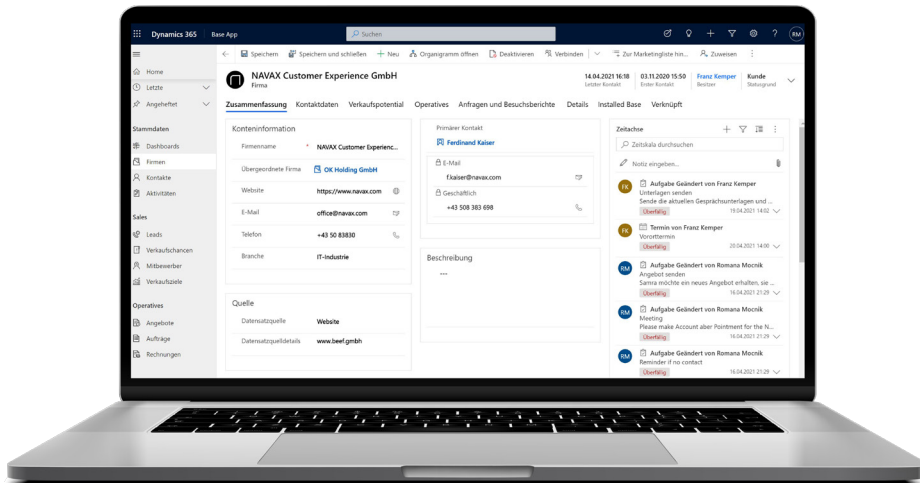 Dynamics 365 Base App Suchen RM
Speichern Speichern und schließen Neu Organigramm öffnen Deaktivieren Verbinden Zur Marketingliste hin... Zuweisen
Home
Letzte
Angeheftet
Stammdaten
Dashboards
Firmen
Kontakte
Aktivitäten
Sales
Leads
Verkaufschancen
Mitbewerber
Verkaufsziele
Operatives
Angebote
Aufträge
Rechnungen
NAVAX Customer Experience GmbH
Firma
14.04.2021 16:18
Letzter Kontakt
03.11.2020 15:50
Erster Kontakt
Franz Kemper
Besitzer
Kunde
Statusgrund
Zusammenfassung Kontaktdaten Verkaufspotential Operatives Anfragen und Besuchsberichte Details Installed Base Verknüpft
Konteninformation
Firmenname * NAVAX Customer Experienc...
Übergeordnete Firma OK Holding GmbH
Website https://www.navax.com
E-Mail office@navax.com
Telefon +43 50 83830
Branche IT-Industrie
Quelle
Datensatzquelle Website
Datensatzquelldetails www.beef.gmbh
Primärer Kontakt
Ferdinand Kaiser
E-Mail
f.kaiser@navax.com
Geschäftlich
+43 508 383 698
Beschreibung
---
Zeitachse
Zeitskala durchsuchen
Notiz eingeben...
FK Aufgabe Geändert von Franz Kemper
Unterlagen senden
Sende die aktuellen Gesprächsunterlagen und ...
Überfällig 19.04.2021 14:02
FK Termin von Franz Kemper
Vororttermin
Überfällig 20.04.2021 14:00
RM Aufgabe Geändert von Romana Mocnik
Angebot senden
Samra möchte ein neues Angebot erhalten, sie ...
Überfällig 16.04.2021 21:29
RM Aufgabe Geändert von Romana Mocnik
Meeting
Please make Account aber Pointment for the N...
Überfällig 16.04.2021 21:29
RM Aufgabe Geändert von Romana Mocnik
Reminder if no contact
Überfällig 16.04.2021 21:29